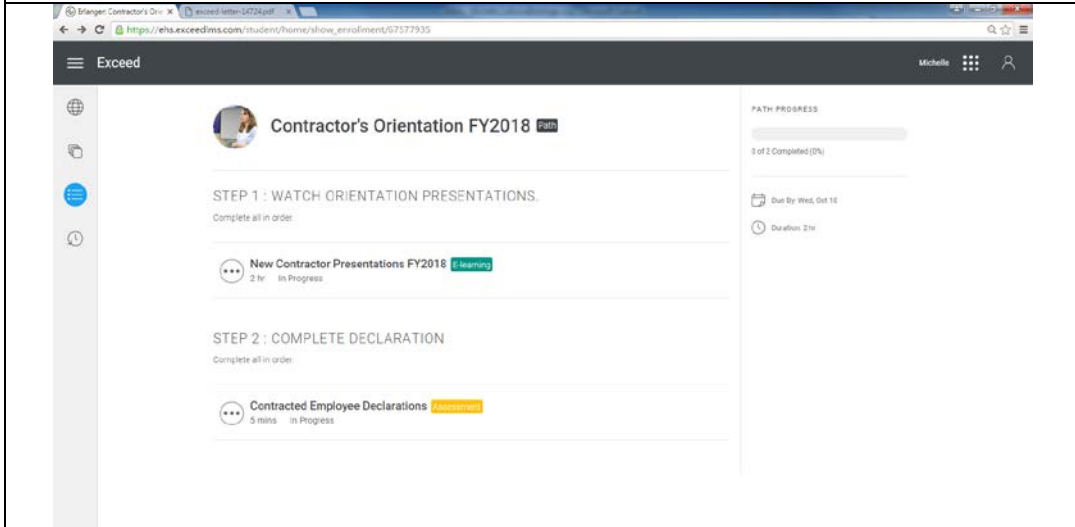 Erlanger: Contractor's Orie
exceed-letter-14724.pdf
https://ehs.exceedlms.com/student/home/show_enrollment/67577935
Exceed
Michelle
Contractor's Orientation FY2018 Path
STEP 1 : WATCH ORIENTATION PRESENTATIONS.
Complete all in order.
New Contractor Presentations FY2018 E-learning
2 hr In Progress
STEP 2 : COMPLETE DECLARATION
Complete all in order.
Contracted Employee Declarations Assessment
5 mins In Progress
PATH PROGRESS
0 of 2 Completed (0%)
Due By Wed, Oct 18
Duration 2 hr